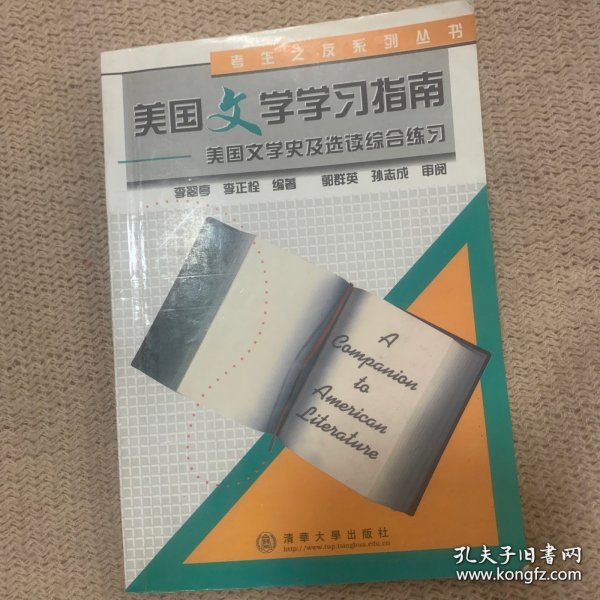 考生之友系列丛书
美国文学学习指南
美国文学史及选读综合练习
李翠亭 李正栓 编著 郭群英 孙志成 审阅
A
Companion
to
American
Literature
清華大學出版社
http://www.tup.tsinghua.edu.cn
孔夫子旧书网
www.kongfz.com